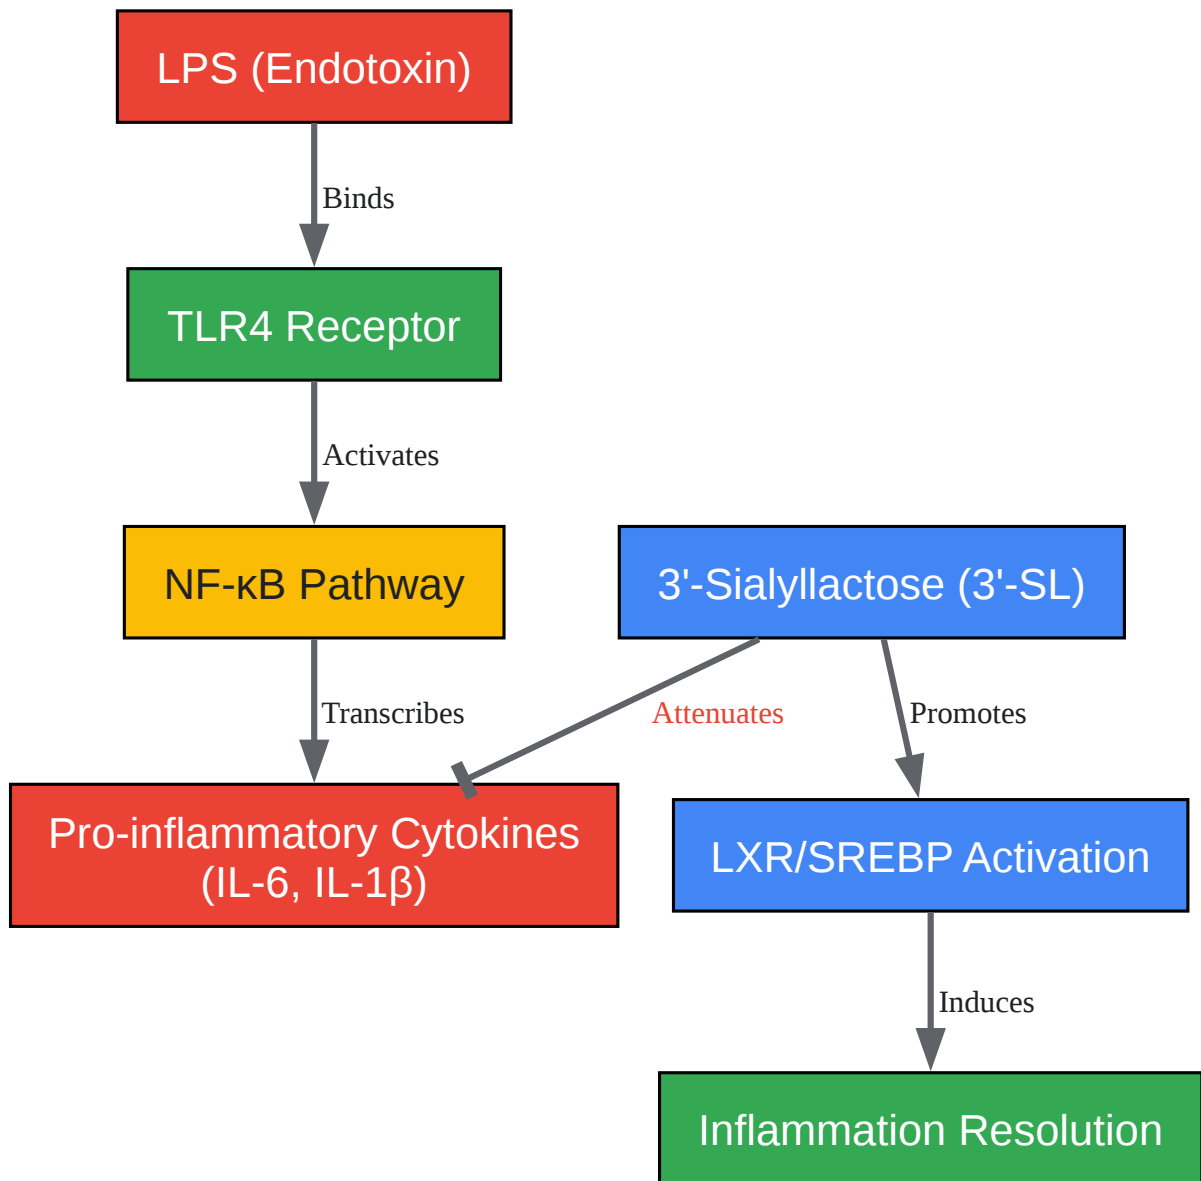 LPS (Endotoxin)
Binds
TLR4 Receptor
Activates
NF-κB Pathway
3'-Sialyllactose (3'-SL)
Transcribes
Attenuates
Promotes
Pro-inflammatory Cytokines
(IL-6, IL-1β)
LXR/SREBP Activation
Induces
Inflammation Resolution